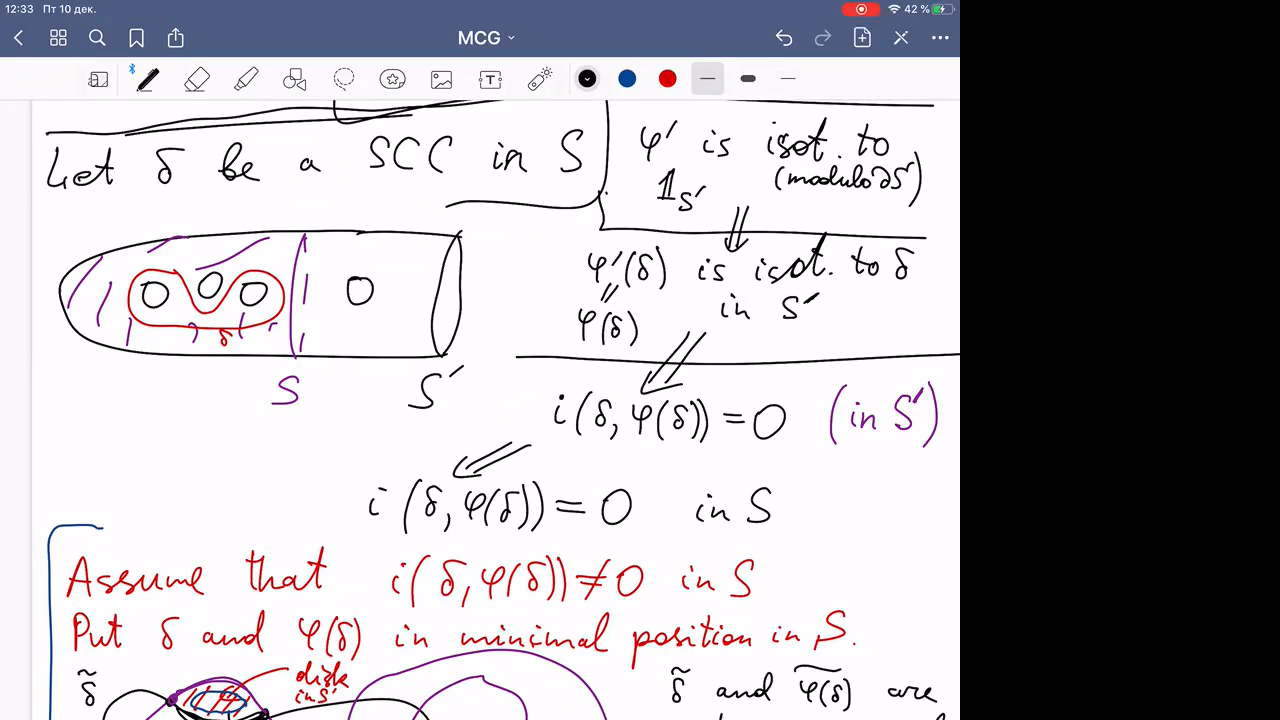 12:33 Пт 10 дек.
42 %
MCG
T
Let δ be a SCC in S
φ' is isot. to
𝟙S' (modulo ∂S')
φ'(δ) is isot. to δ
in S'
=
φ(δ)
δ
S
S'
i(δ, φ(δ)) = 0 (in S')
i(δ, φ(δ)) = 0 in S
Assume that i(δ, φ(δ)) ≠ 0 in S
Put δ and φ(δ) in minimal position in S.
δ̃
disk
in S'
δ̃ and φ(δ)~ are